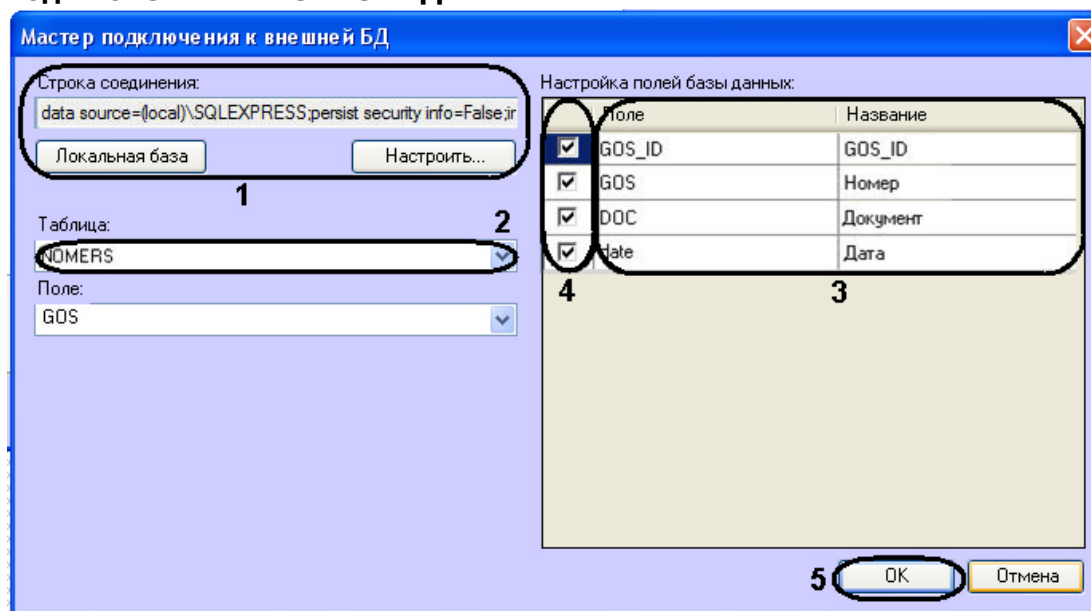 Мастер подключения к внешней БД
Строка соединения:
data source=(local)\SQLEXPRESS;persist security info=False;ir
Локальная база
Настроить...
1
2
Таблица:
NOMERS
Поле:
GOS
Настройка полей базы данных:
Поле Название
GOS_ID GOS_ID
GOS Номер
DOC Документ
date Дата
4 3
5 OK Отмена